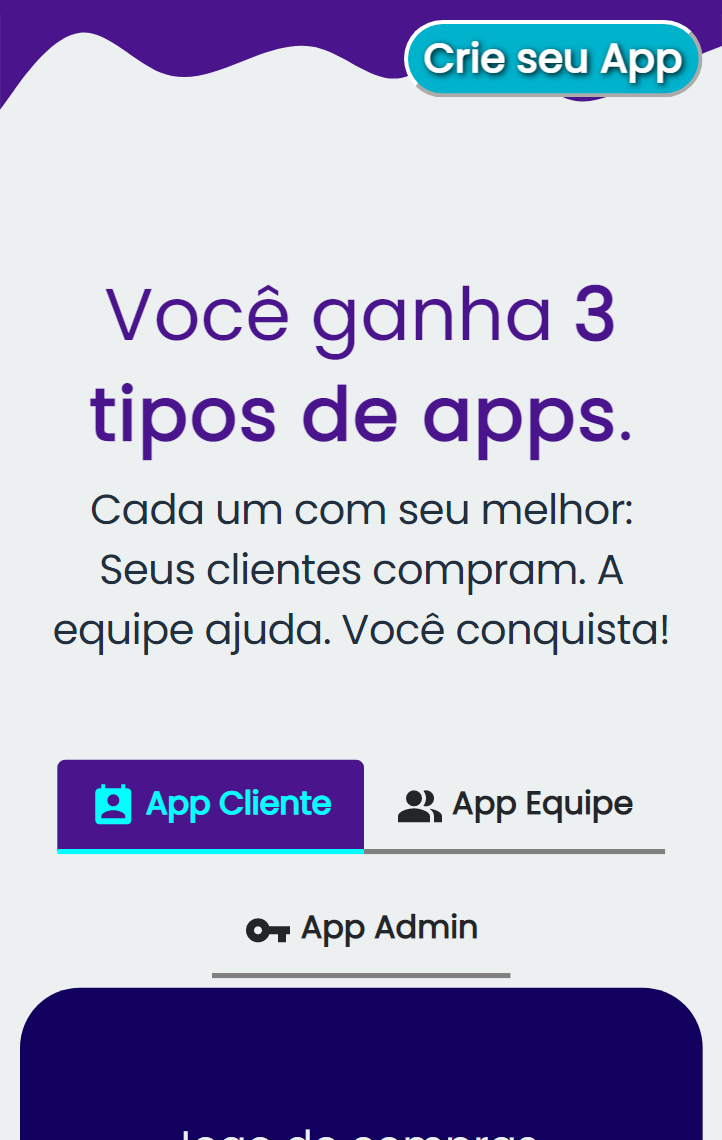 Crie seu App
Você ganha 3
tipos de apps.
Cada um com seu melhor:
Seus clientes compram. A
equipe ajuda. Você conquista!
App Cliente
App Equipe
App Admin